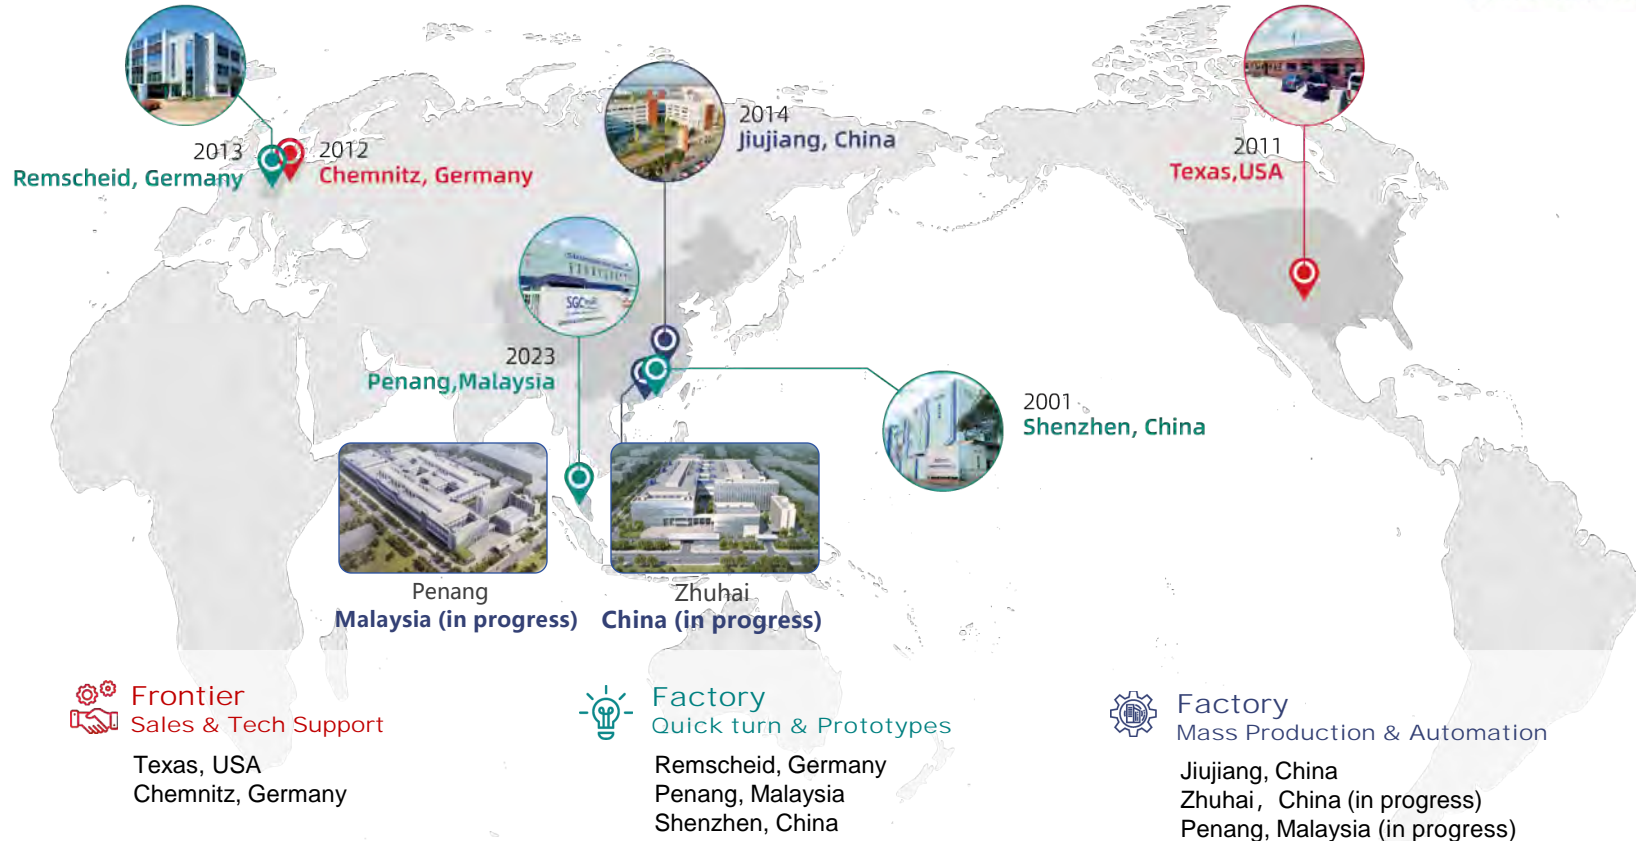 2013
Remscheid, Germany
2012
Chemnitz, Germany
2014
Jiujiang, China
2011
Texas,USA
SGC
2023
Penang,Malaysia
2001
Shenzhen, China
Penang
Malaysia (in progress)
Zhuhai
China (in progress)
Frontier
Sales & Tech Support
Texas, USA
Chemnitz, Germany
Factory
Quick turn & Prototypes
Remscheid, Germany
Penang, Malaysia
Shenzhen, China
Factory
Mass Production & Automation
Jiujiang, China
Zhuhai， China (in progress)
Penang, Malaysia (in progress)